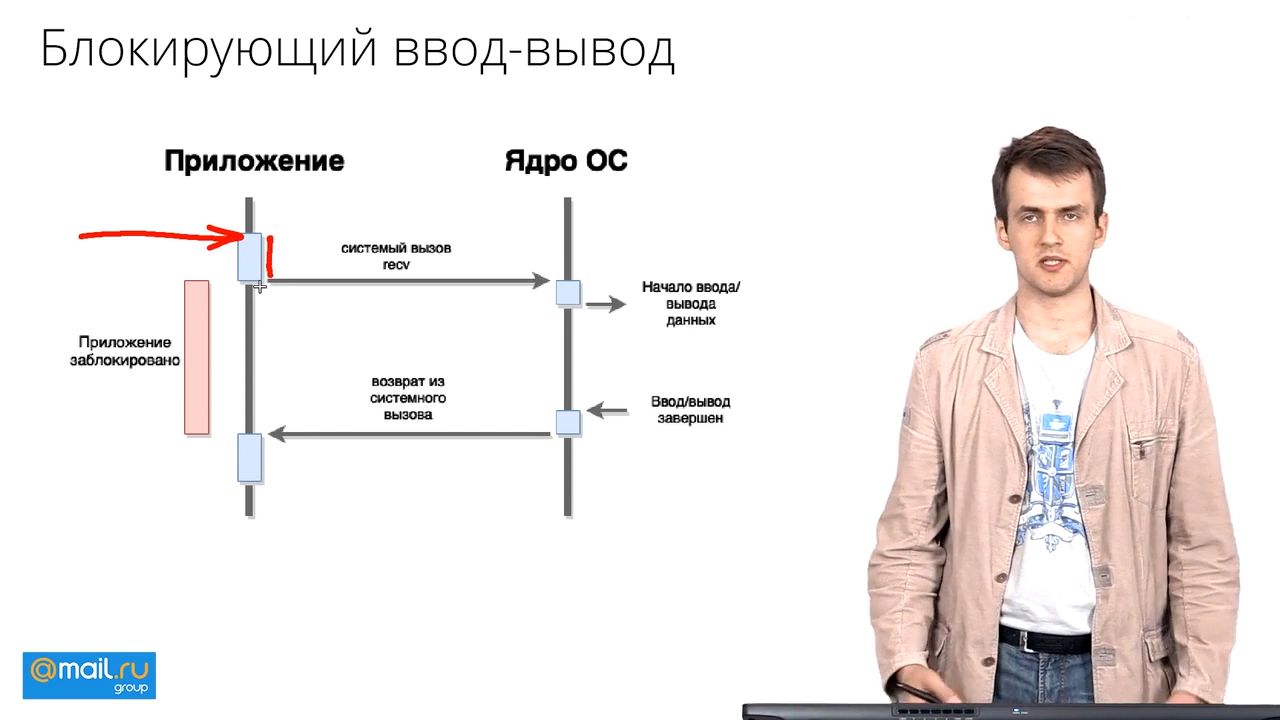 Блокирующий ввод-вывод
Приложение
Ядро ОС
системый вызов
recv
Начало ввода/
вывода
данных
Приложение
заблокировано
возврат из
системного
вызова
Ввод/вывод
завершен
@mail.ru
group